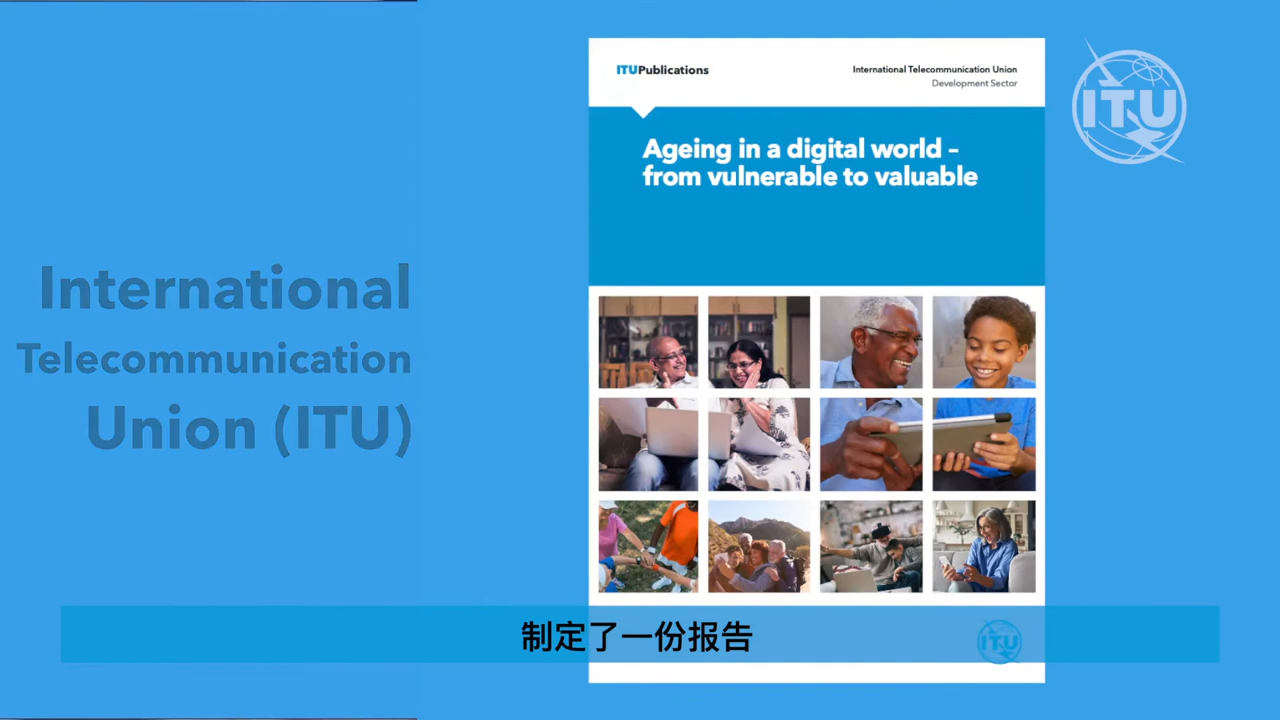 ITUPublications
International Telecommunication Union
Development Sector
ITU
Ageing in a digital world –
from vulnerable to valuable
International
Telecommunication
Union (ITU)
制定了一份报告
ITU